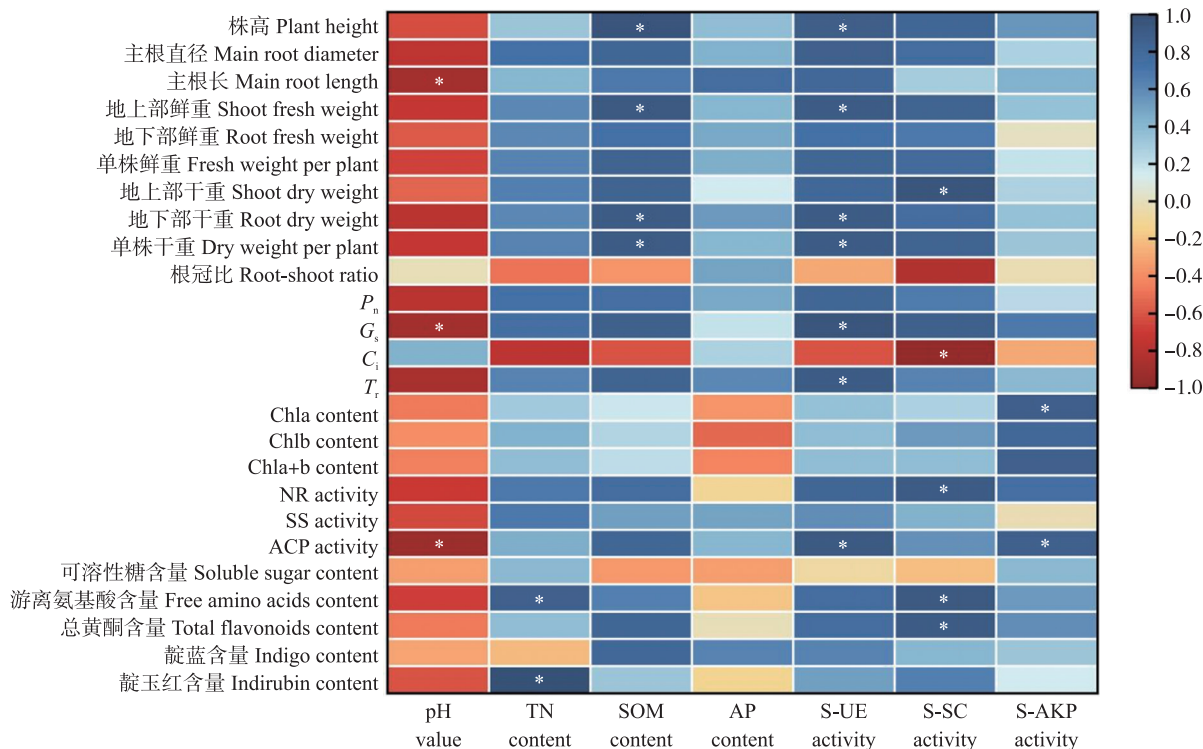 株高 Plant height
主根直径 Main root diameter
主根长 Main root length
地上部鲜重 Shoot fresh weight
地下部鲜重 Root fresh weight
单株鲜重 Fresh weight per plant
地上部干重 Shoot dry weight
地下部干重 Root dry weight
单株干重 Dry weight per plant
根冠比 Root-shoot ratio
Pn
Gs
Ci
Tr
Chla content
Chlb content
Chla+b content
NR activity
SS activity
ACP activity
可溶性糖含量 Soluble sugar content
游离氨基酸含量 Free amino acids content
总黄酮含量 Total flavonoids content
靛蓝含量 Indigo content
靛玉红含量 Indirubin content
* *
*
* *
*
* *
* *
* *
*
*
*
*
* * *
* *
*
*
pH value
TN content
SOM content
AP content
S-UE activity
S-SC activity
S-AKP activity
1.0
0.8
0.6
0.4
0.2
0.0
−0.2
−0.4
−0.6
−0.8
−1.0